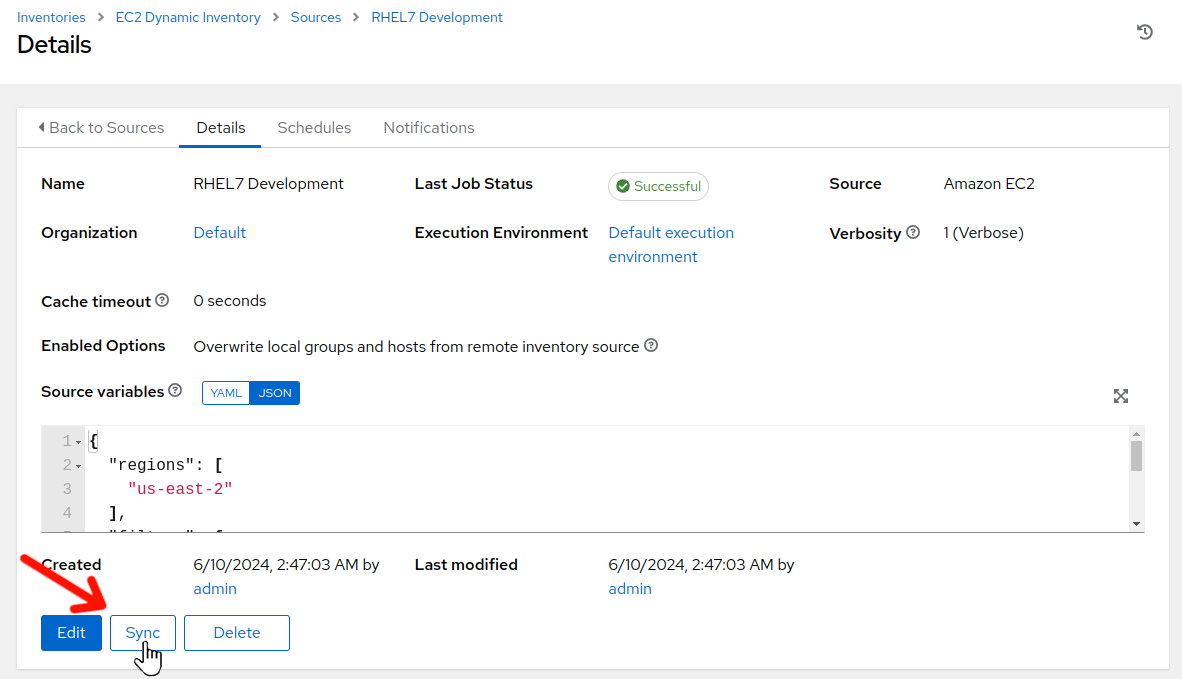 Inventories > EC2 Dynamic Inventory > Sources > RHEL7 Development
Details
Back to Sources Details Schedules Notifications
Name RHEL7 Development Last Job Status Successful Source Amazon EC2
Organization Default Execution Environment Default execution Verbosity 1 (Verbose)
environment
Cache timeout 0 seconds
Enabled Options Overwrite local groups and hosts from remote inventory source
Source variables YAML JSON
1 {
2 "regions": [
3 "us-east-2"
4 ],
Created 6/10/2024, 2:47:03 AM by Last modified 6/10/2024, 2:47:03 AM by
admin admin
Edit Sync Delete